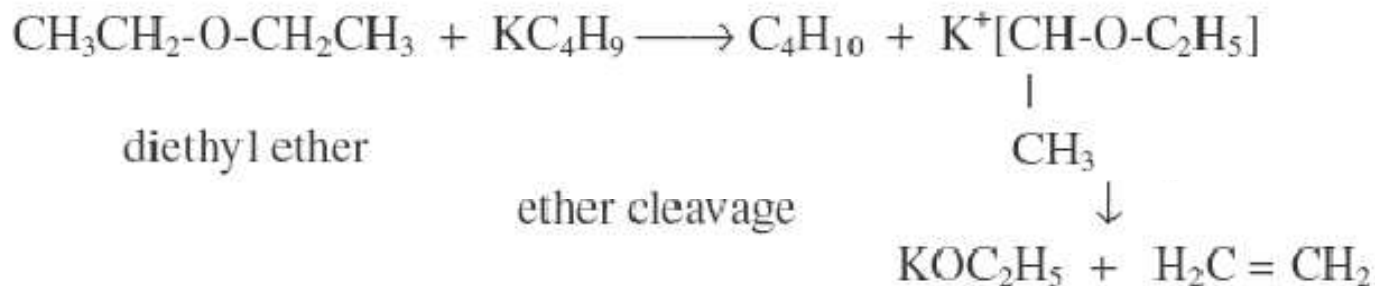 CH₃CH₂-O-CH₂CH₃ + KC₄H₉ ⟶ C₄H₁₀ + K⁺[CH-O-C₂H₅]
|
diethyl ether CH₃
ether cleavage ↓
KOC₂H₅ + H₂C = CH₂